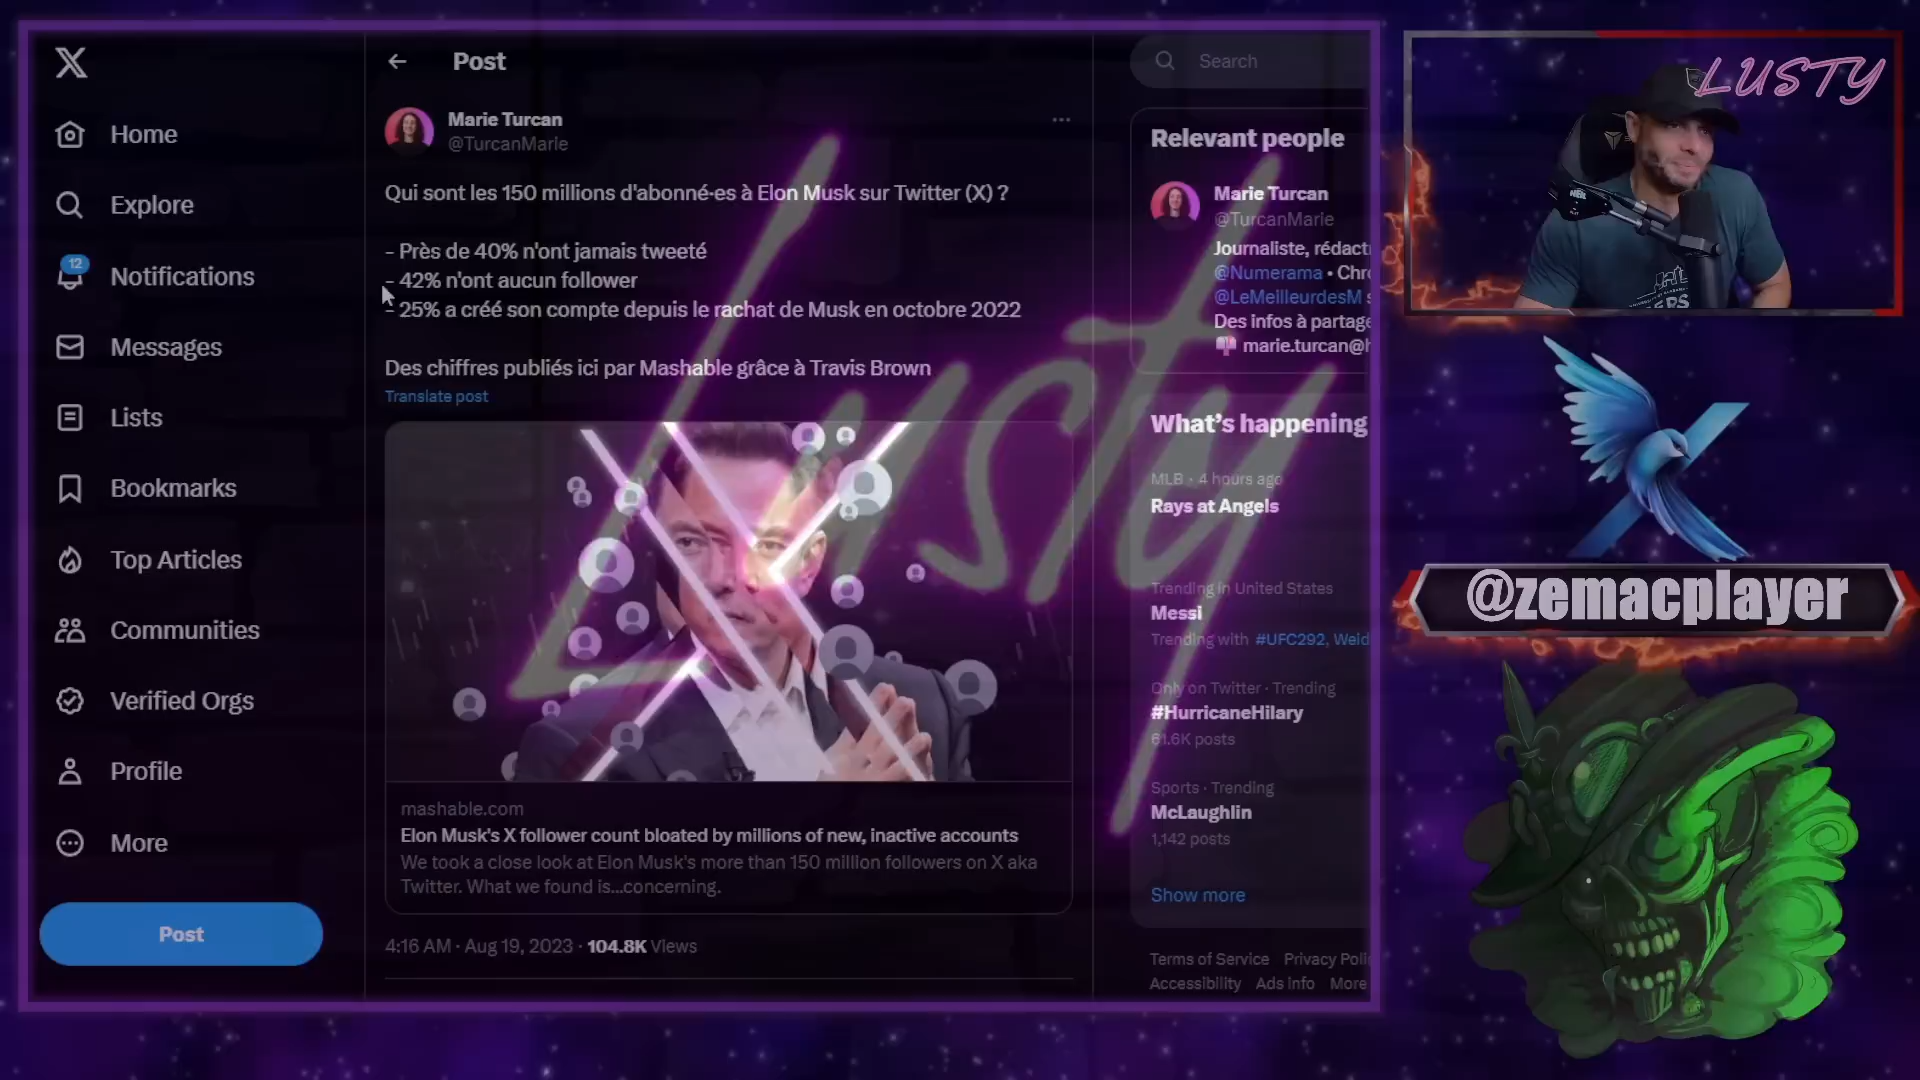 Home
Explore
12
Notifications
Messages
Lists
Bookmarks
Top Articles
Communities
Verified Orgs
Profile
More
Post
Post
Marie Turcan
@TurcanMarie
Qui sont les 150 millions d'abonné·es à Elon Musk sur Twitter (X) ?
- Près de 40% n'ont jamais tweeté
- 42% n'ont aucun follower
- 25% a créé son compte depuis le rachat de Musk en octobre 2022
Des chiffres publiés ici par Mashable grâce à Travis Brown
Translate post
mashable.com
Elon Musk's X follower count bloated by millions of new, inactive accounts
We took a close look at Elon Musk's more than 150 million followers on X aka
Twitter. What we found is...concerning.
4:16 AM · Aug 19, 2023 · 104.8K Views
Lusty
Search
Relevant people
Marie Turcan
@TurcanMarie
Journaliste, rédact
@Numerama • Chr
@LeMeilleurdesM
Des infos à partage
marie.turcan@
What's happening
MLB · 4 hours ago
Rays at Angels
Trending in United States
Messi
Trending with #UFC292, Weld
Only on Twitter · Trending
#HurricaneHilary
61.6K posts
Sports · Trending
McLaughlin
1,142 posts
Show more
Terms of Service Privacy Poli
Accessibility Ads info More
LUSTY
@zemacplayer